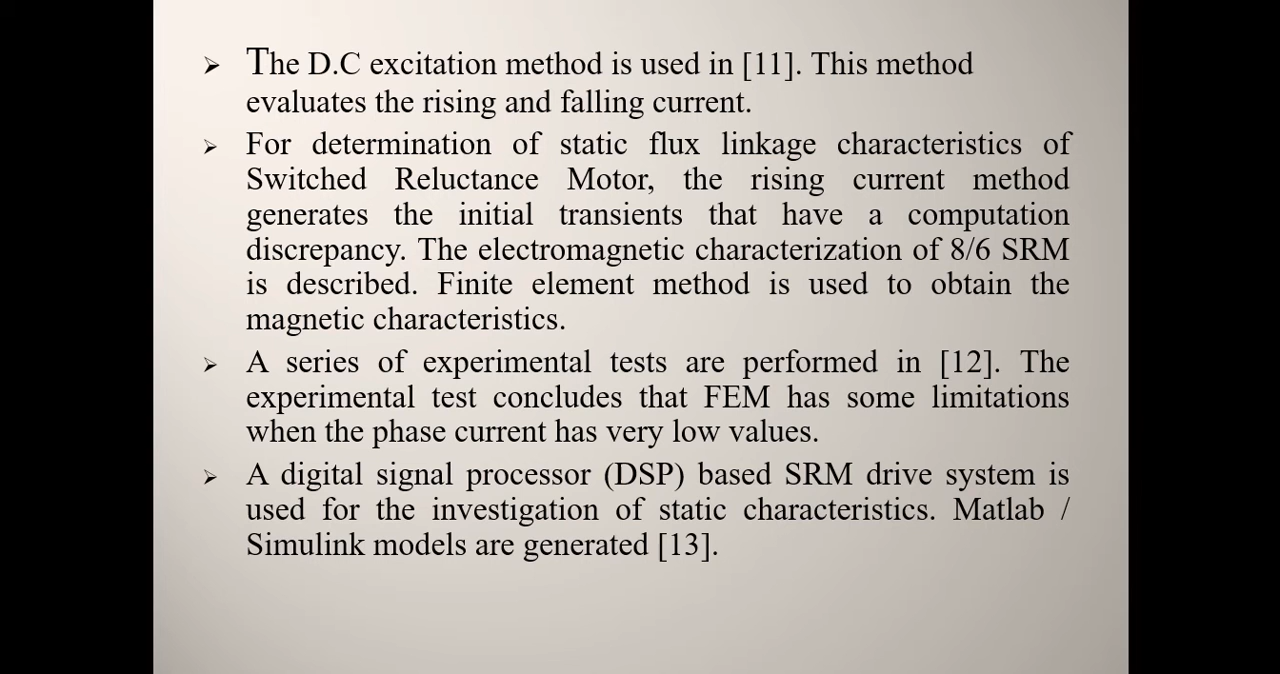 ➢ The D.C excitation method is used in [11]. This method
evaluates the rising and falling current.
➢ For determination of static flux linkage characteristics of
Switched Reluctance Motor, the rising current method
generates the initial transients that have a computation
discrepancy. The electromagnetic characterization of 8/6 SRM
is described. Finite element method is used to obtain the
magnetic characteristics.
➢ A series of experimental tests are performed in [12]. The
experimental test concludes that FEM has some limitations
when the phase current has very low values.
➢ A digital signal processor (DSP) based SRM drive system is
used for the investigation of static characteristics. Matlab /
Simulink models are generated [13].